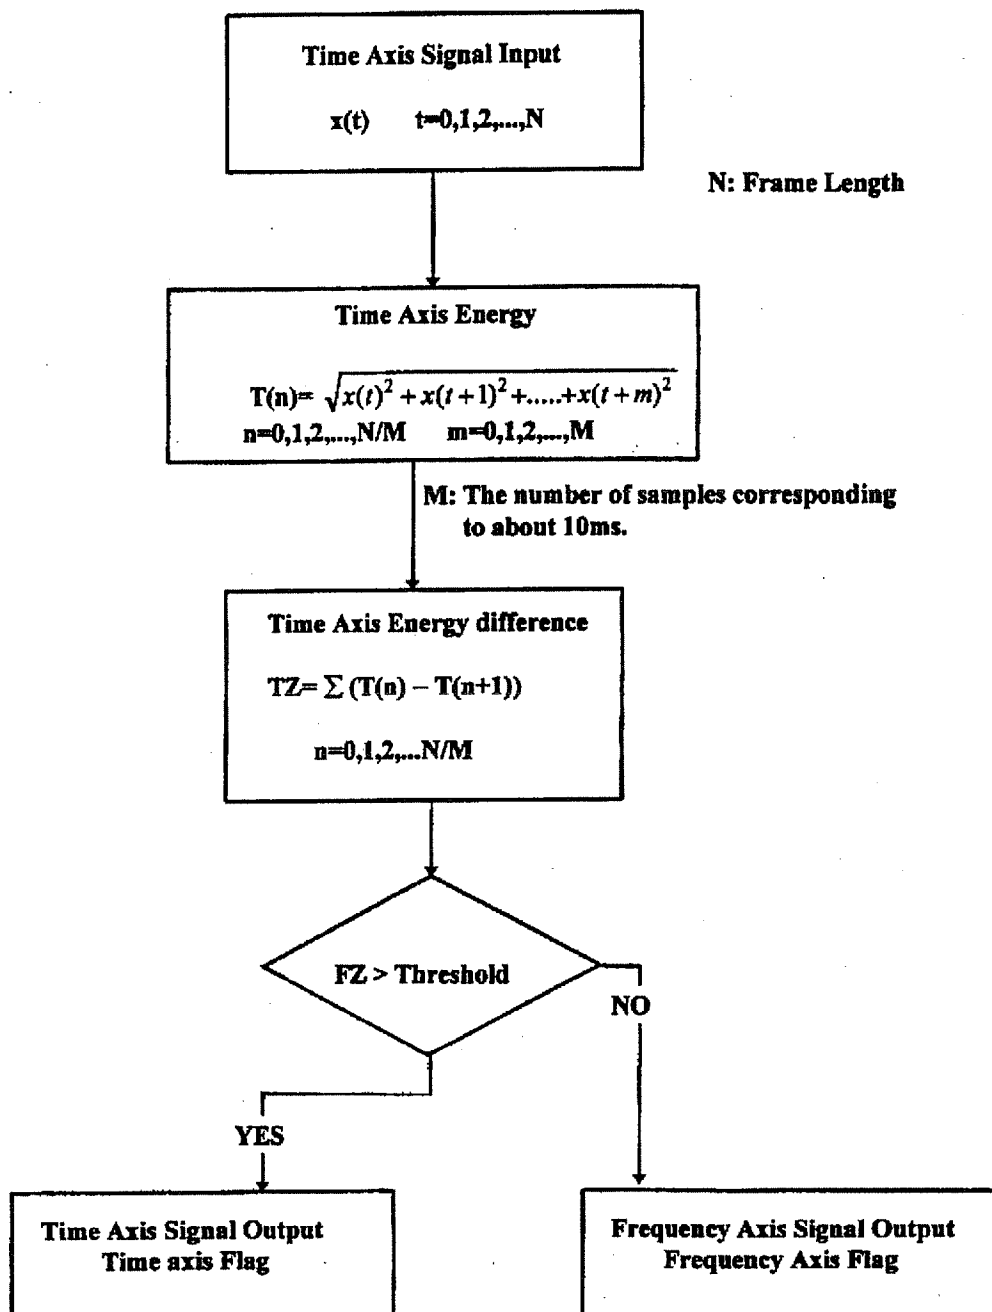 Time Axis Signal Input
x(t) t=0,1,2,...,N
N: Frame Length
Time Axis Energy
T(n)= √x(t)² + x(t+1)² +.....+ x(t+m)²
n=0,1,2,...,N/M m=0,1,2,...,M
M: The number of samples corresponding
to about 10ms.
Time Axis Energy difference
TZ= ∑ (T(n) – T(n+1))
n=0,1,2,...N/M
FZ > Threshold
NO
YES
Time Axis Signal Output
Time axis Flag
Frequency Axis Signal Output
Frequency Axis Flag